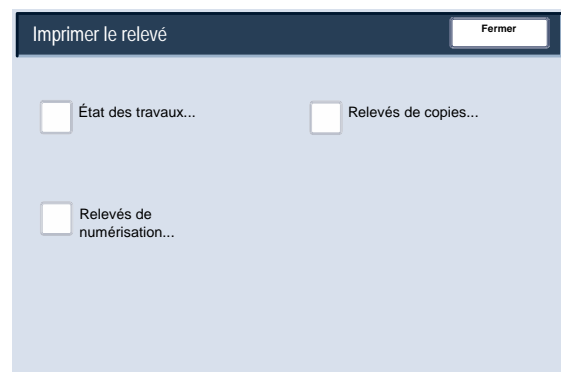 Imprimer le relevé
Fermer
État des travaux...
Relevés de copies...
Relevés de
numérisation...